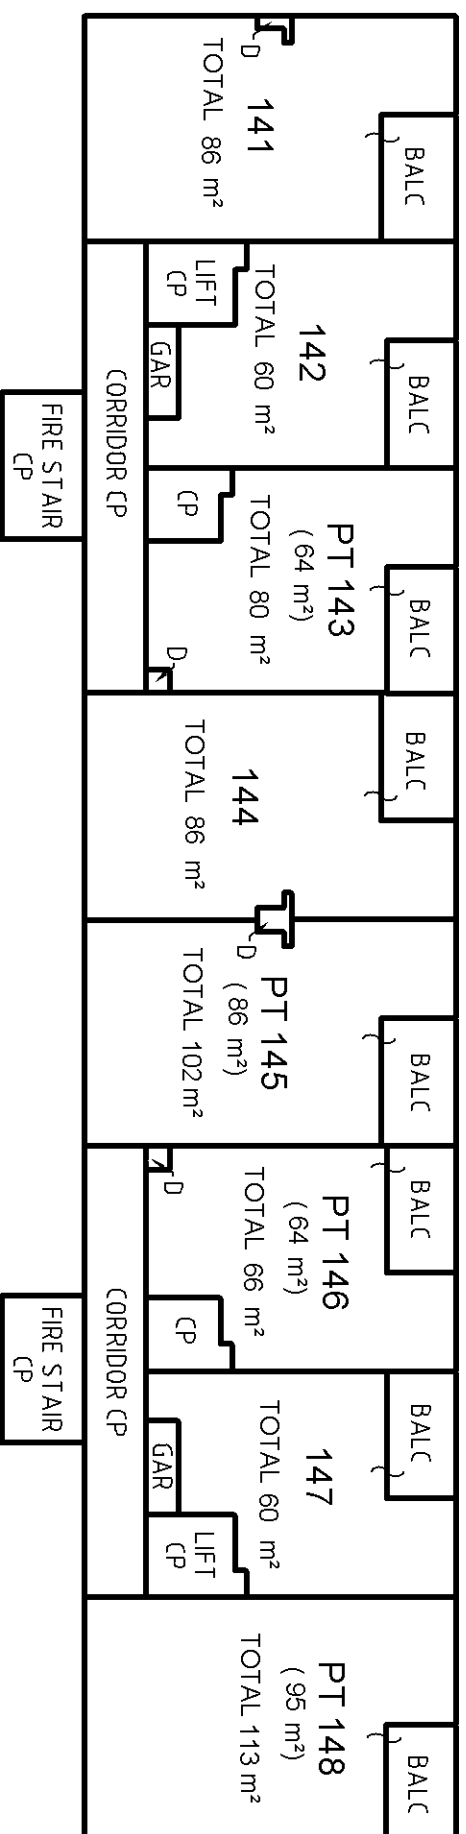 D
141
TOTAL 86 m²
BALC
LIFT
CP
GAR
142
TOTAL 60 m²
BALC
CORRIDOR CP
FIRE STAIR
CP
CP
PT 143
(64 m²)
TOTAL 80 m²
BALC
D
144
TOTAL 86 m²
BALC
D
PT 145
(86 m²)
TOTAL 102 m²
BALC
D
PT 146
(64 m²)
TOTAL 66 m²
BALC
CP
CORRIDOR CP
FIRE STAIR
CP
147
TOTAL 60 m²
BALC
GAR
LIFT
CP
PT 148
(95 m²)
TOTAL 113 m²
BALC